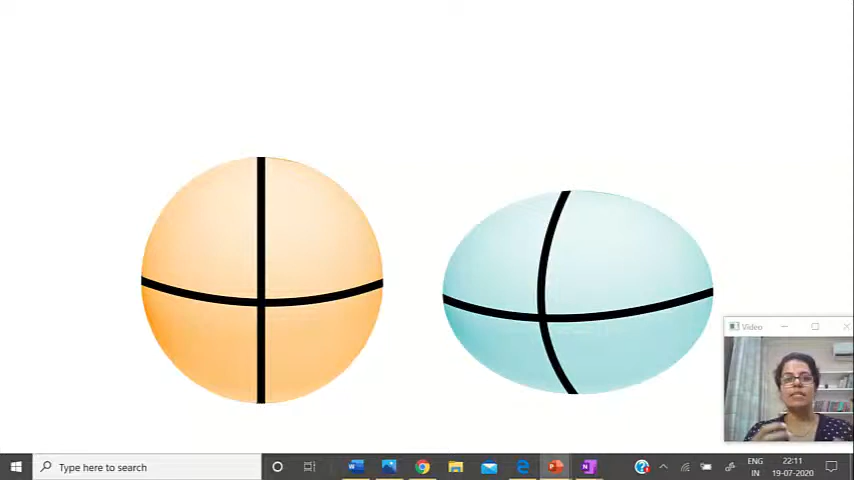 Video
Type here to search
ENG
IN
22:11
19-07-2020